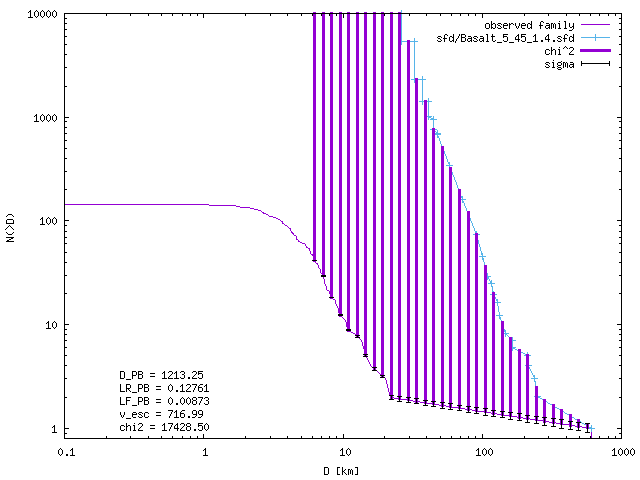 10000
1000
100
10
1
N(>D)
observed family
sfd/Basalt_5_45_1.4.sfd
chi^2
sigma
D_PB = 1213.25
LR_PB = 0.12761
LF_PB = 0.00873
v_esc = 716.99
chi2 = 17428.50
0.1 1 10 100 1000
D [km]